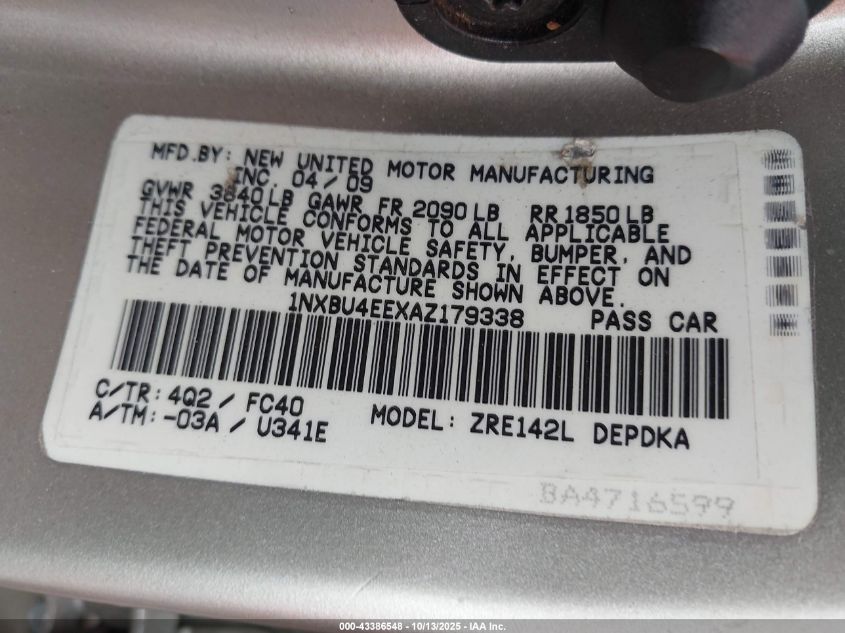 MFD.BY: NEW UNITED MOTOR MANUFACTURING
INC. 04/09
GVWR 3840LB GAWR FR 2090LB RR1850LB
THIS VEHICLE CONFORMS TO ALL APPLICABLE
FEDERAL MOTOR VEHICLE SAFETY, BUMPER, AND
THEFT PREVENTION STANDARDS IN EFFECT ON
THE DATE OF MANUFACTURE SHOWN ABOVE.
1NXBU4EEXAZ179338 PASS CAR
C/TR: 4Q2 / FC40
A/TM: -03A / U341E MODEL: ZRE142L DEPDKA
BA4716599
000-43386548 - 10/13/2025 - IAA Inc.